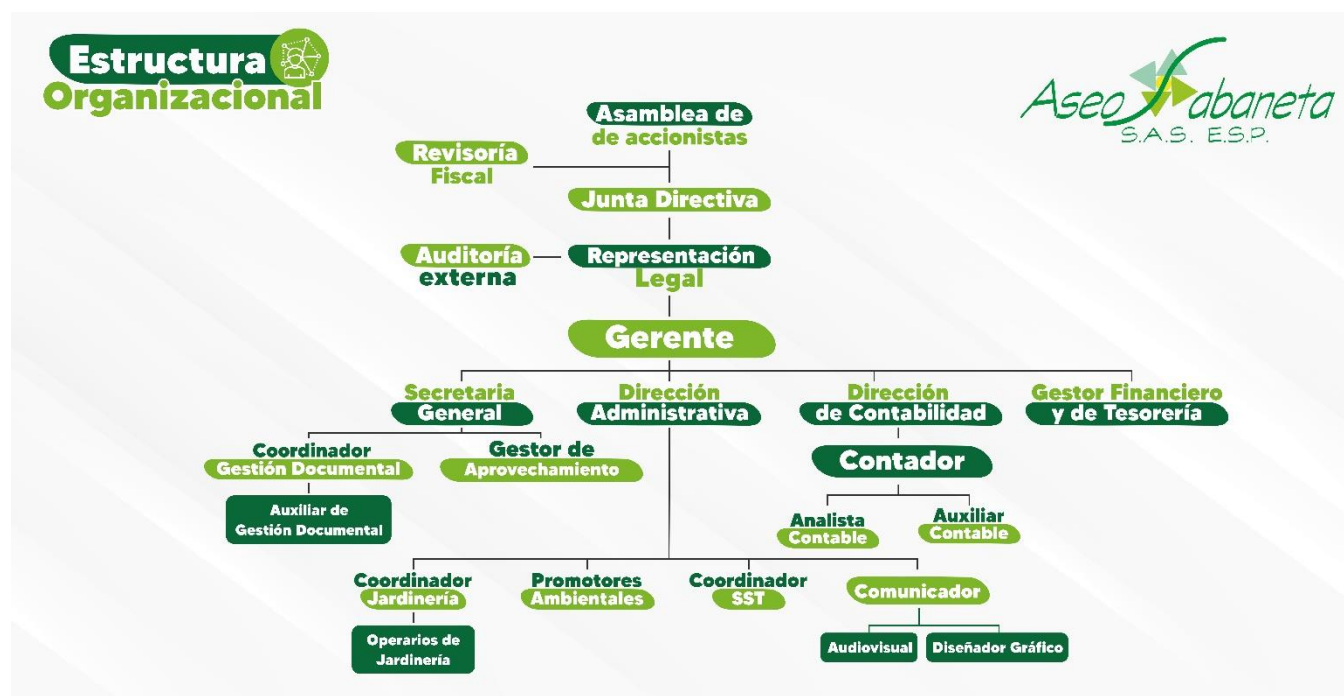 Estructura
Organizacional
Aseo Sabaneta
S.A.S. E.S.P.
Asamblea de
de accionistas
Revisoría
Fiscal
Junta Directiva
Auditoría
externa
Representación
Legal
Gerente
Secretaria
General
Dirección
Administrativa
Dirección
de Contabilidad
Gestor Financiero
y de Tesorería
Coordinador
Gestión Documental
Gestor de
Aprovechamiento
Contador
Auxiliar de
Gestión Documental
Analista
Contable
Auxiliar
Contable
Coordinador
Jardinería
Promotores
Ambientales
Coordinador
SST
Comunicador
Operarios de
Jardinería
Audiovisual
Diseñador Gráfico